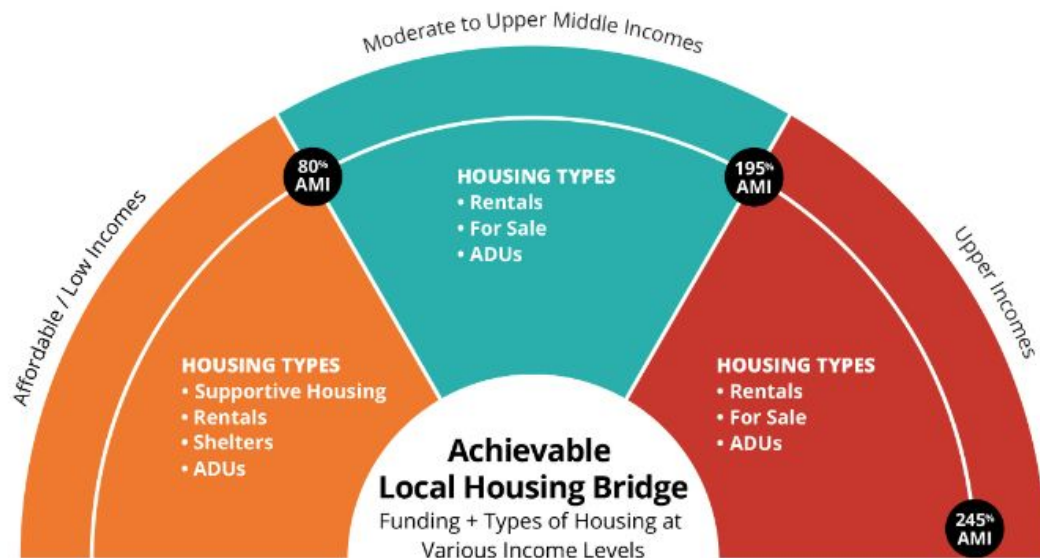 Moderate to Upper Middle Incomes
Affordable / Low Incomes
Upper Incomes
80%
AMI
195%
AMI
HOUSING TYPES
• Rentals
• For Sale
• ADUs
HOUSING TYPES
• Supportive Housing
• Rentals
• Shelters
• ADUs
HOUSING TYPES
• Rentals
• For Sale
• ADUs
Achievable
Local Housing Bridge
Funding + Types of Housing at
Various Income Levels
245%
AMI